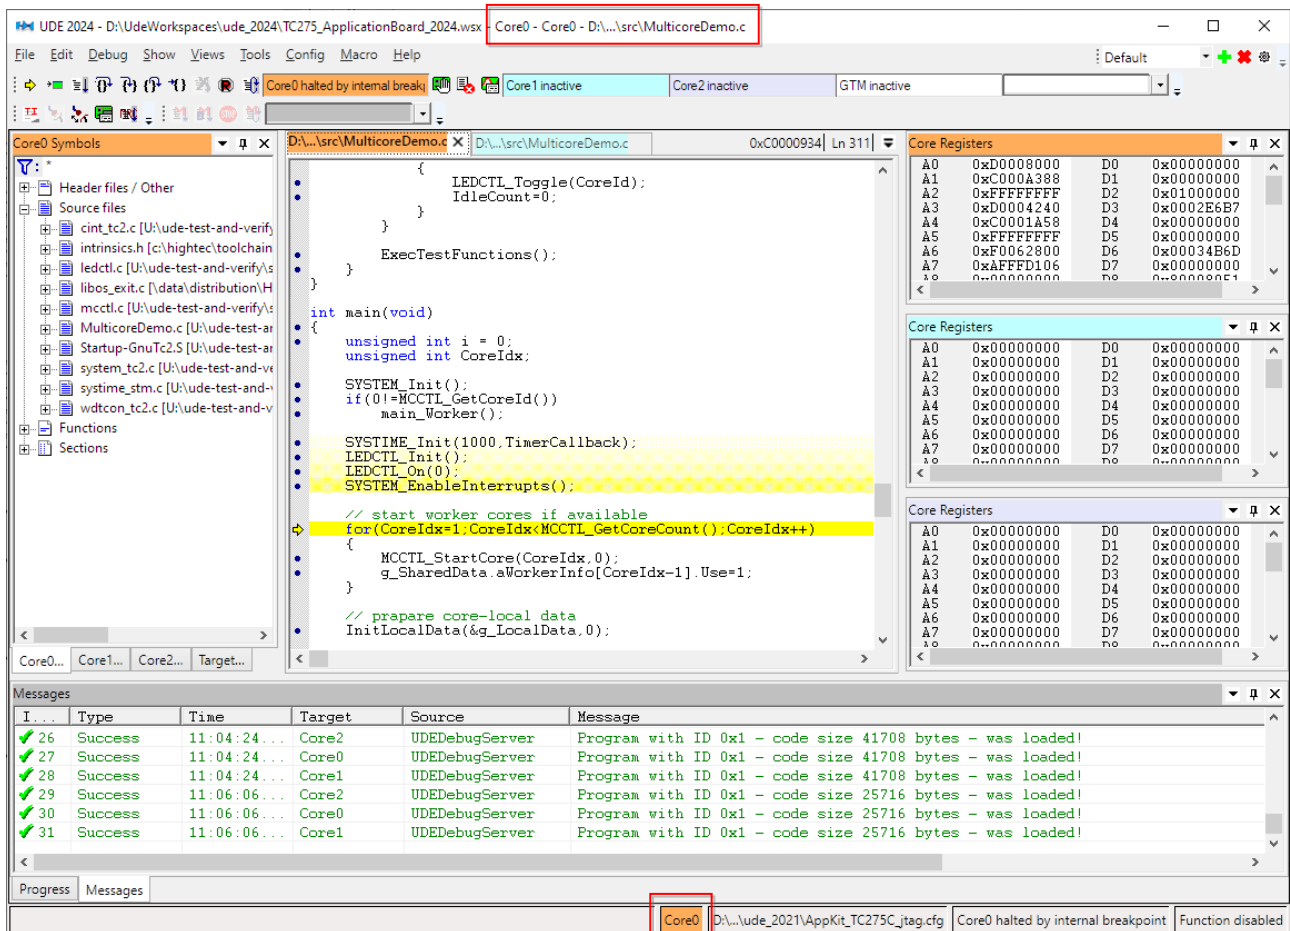 UDE 2024 - D:\UdeWorkspaces\ude_2024\TC275_ApplicationBoard_2024.wsx - Core0 - Core0 - D:\...\src\MulticoreDemo.c
File Edit Debug Show Views Tools Config Macro Help
Default
Core0 halted by internal breakp
Core1 inactive
Core2 inactive
GTM inactive
Core0 Symbols
*
Header files / Other
Source files
cint_tc2.c [U:\ude-test-and-verify
intrinsics.h [c:\hightec\toolchain
ledctl.c [U:\ude-test-and-verify\s
libos_exit.c [\data\distribution\H
mcctl.c [U:\ude-test-and-verify\s
MulticoreDemo.c [U:\ude-test-ar
Startup-GnuTc2.S [U:\ude-test-ar
system_tc2.c [U:\ude-test-and-ve
systime_stm.c [U:\ude-test-and-v
wdtcon_tc2.c [U:\ude-test-and-v
Functions
Sections
Core0... Core1... Core2... Target...
D:\...\src\MulticoreDemo.c X D:\...\src\MulticoreDemo.c 0xC0000934 Ln 311
{
LEDCTL_Toggle(CoreId);
IdleCount=0;
}
}
ExecTestFunctions();
}
}
int main(void)
{
unsigned int i = 0;
unsigned int CoreIdx;
SYSTEM_Init();
if(0!=MCCTL_GetCoreId())
main_Worker();
SYSTIME_Init(1000,TimerCallback);
LEDCTL_Init();
LEDCTL_On(0);
SYSTEM_EnableInterrupts();
// start worker cores if available
for(CoreIdx=1;CoreIdx<MCCTL_GetCoreCount();CoreIdx++)
{
MCCTL_StartCore(CoreIdx,0);
g_SharedData.aWorkerInfo[CoreIdx-1].Use=1;
}
// prapare core-local data
InitLocalData(&g_LocalData,0);
Core Registers
A0 0xD0008000 D0 0x00000000
A1 0xC000A388 D1 0x00000000
A2 0xFFFFFFFF D2 0x01000000
A3 0xD0004240 D3 0x0002E6B7
A4 0xC0001A58 D4 0x00000000
A5 0xFFFFFFFF D5 0x00000000
A6 0xF0062800 D6 0x00034B6D
A7 0xAFFFD106 D7 0x00000000
A8 0x00000000 D8 0x800080F1
Core Registers
A0 0x00000000 D0 0x00000000
A1 0x00000000 D1 0x00000000
A2 0x00000000 D2 0x00000000
A3 0x00000000 D3 0x00000000
A4 0x00000000 D4 0x00000000
A5 0x00000000 D5 0x00000000
A6 0x00000000 D6 0x00000000
A7 0x00000000 D7 0x00000000
A8 0x00000000 D8 0x00000000
Core Registers
A0 0x00000000 D0 0x00000000
A1 0x00000000 D1 0x00000000
A2 0x00000000 D2 0x00000000
A3 0x00000000 D3 0x00000000
A4 0x00000000 D4 0x00000000
A5 0x00000000 D5 0x00000000
A6 0x00000000 D6 0x00000000
A7 0x00000000 D7 0x00000000
A8 0x00000000 D8 0x00000000
Messages
I... Type Time Target Source Message
26 Success 11:04:24... Core2 UDEDebugServer Program with ID 0x1 - code size 41708 bytes - was loaded!
27 Success 11:04:24... Core0 UDEDebugServer Program with ID 0x1 - code size 41708 bytes - was loaded!
28 Success 11:04:24... Core1 UDEDebugServer Program with ID 0x1 - code size 41708 bytes - was loaded!
29 Success 11:06:06... Core2 UDEDebugServer Program with ID 0x1 - code size 25716 bytes - was loaded!
30 Success 11:06:06... Core0 UDEDebugServer Program with ID 0x1 - code size 25716 bytes - was loaded!
31 Success 11:06:06... Core1 UDEDebugServer Program with ID 0x1 - code size 25716 bytes - was loaded!
Progress Messages
Core0 D:\...\ude_2021\AppKit_TC275C_jtag.cfg Core0 halted by internal breakpoint Function disabled